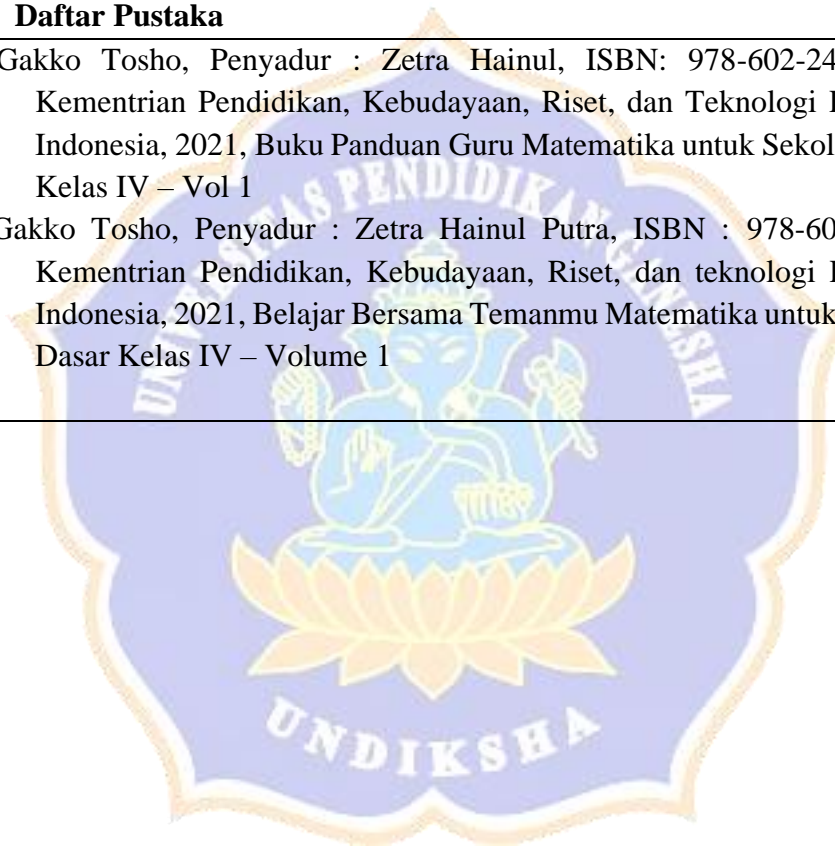 Daftar Pustaka
Gakko Tosho, Penyadur : Zetra Hainul, ISBN: 978-602-24
Kementrian Pendidikan, Kebudayaan, Riset, dan Teknologi
Indonesia, 2021, Buku Panduan Guru Matematika untuk Sekol
Kelas IV – Vol 1
Gakko Tosho, Penyadur : Zetra Hainul Putra, ISBN : 978-60
Kementrian Pendidikan, Kebudayaan, Riset, dan teknologi
Indonesia, 2021, Belajar Bersama Temanmu Matematika untuk
Dasar Kelas IV – Volume 1
UNIVERSITAS PENDIDIKAN GANESHA
UNDIKSHA